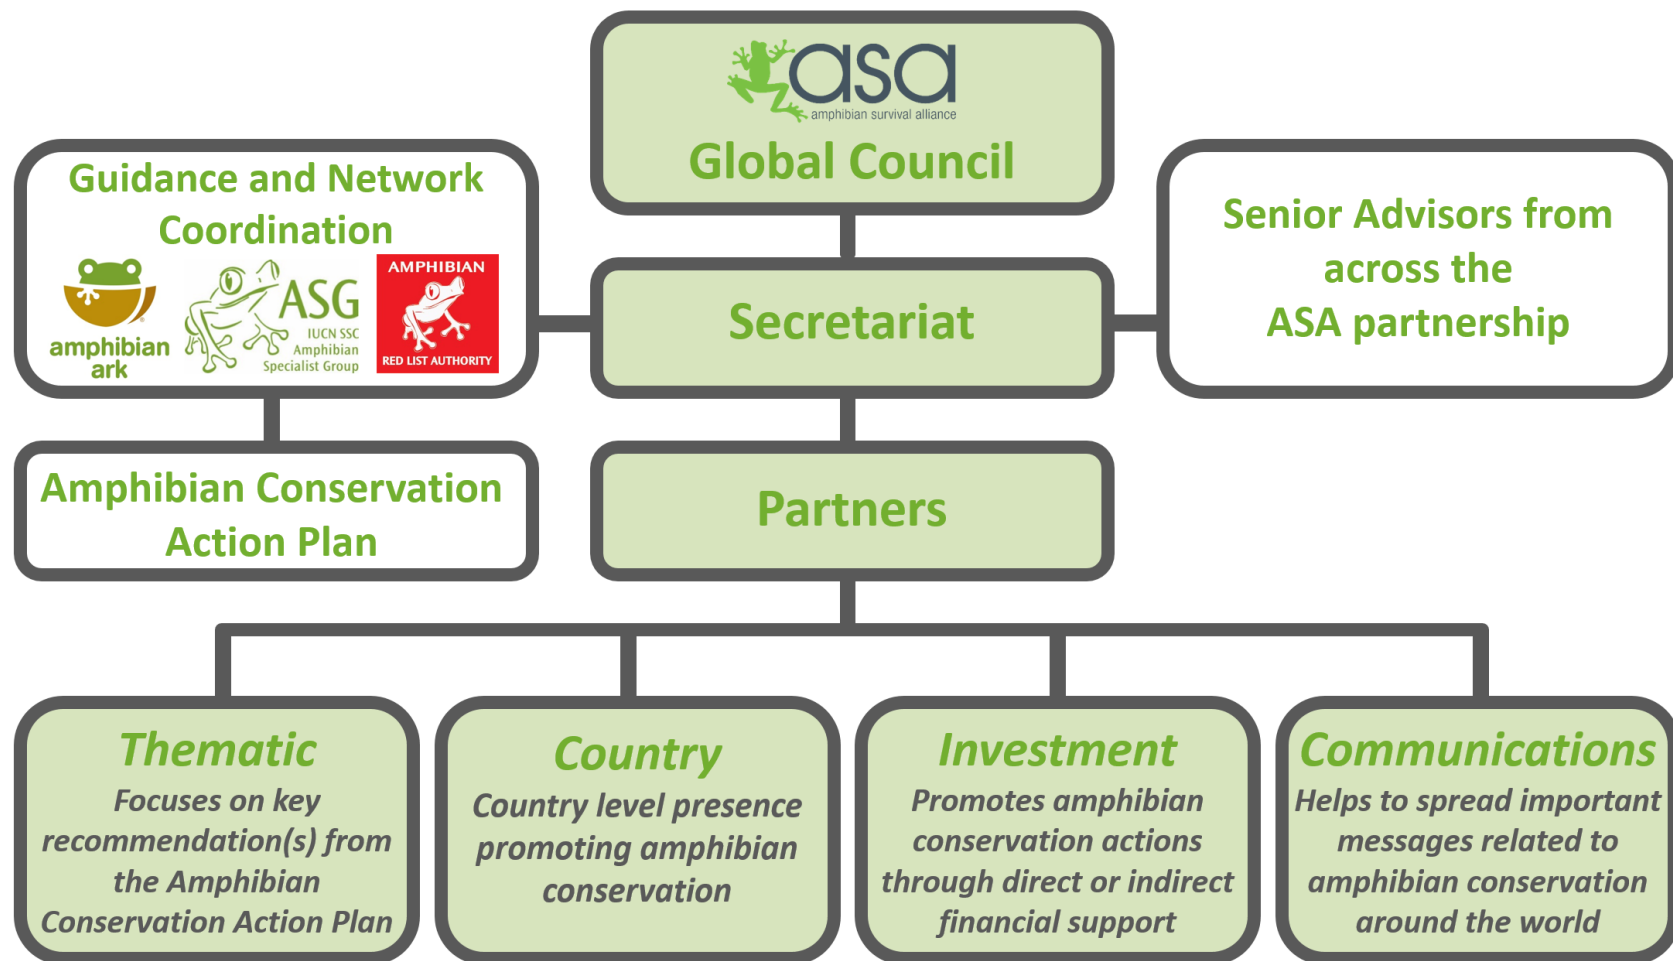 asa
amphibian survival alliance
Global Council
Guidance and Network
Coordination
amphibian
ark
ASG
IUCN SSC
Amphibian
Specialist Group
AMPHIBIAN
RED LIST AUTHORITY
Secretariat
Senior Advisors from
across the
ASA partnership
Amphibian Conservation
Action Plan
Partners
Thematic
Focuses on key
recommendation(s) from
the Amphibian
Conservation Action Plan
Country
Country level presence
promoting amphibian
conservation
Investment
Promotes amphibian
conservation actions
through direct or indirect
financial support
Communications
Helps to spread important
messages related to
amphibian conservation
around the world